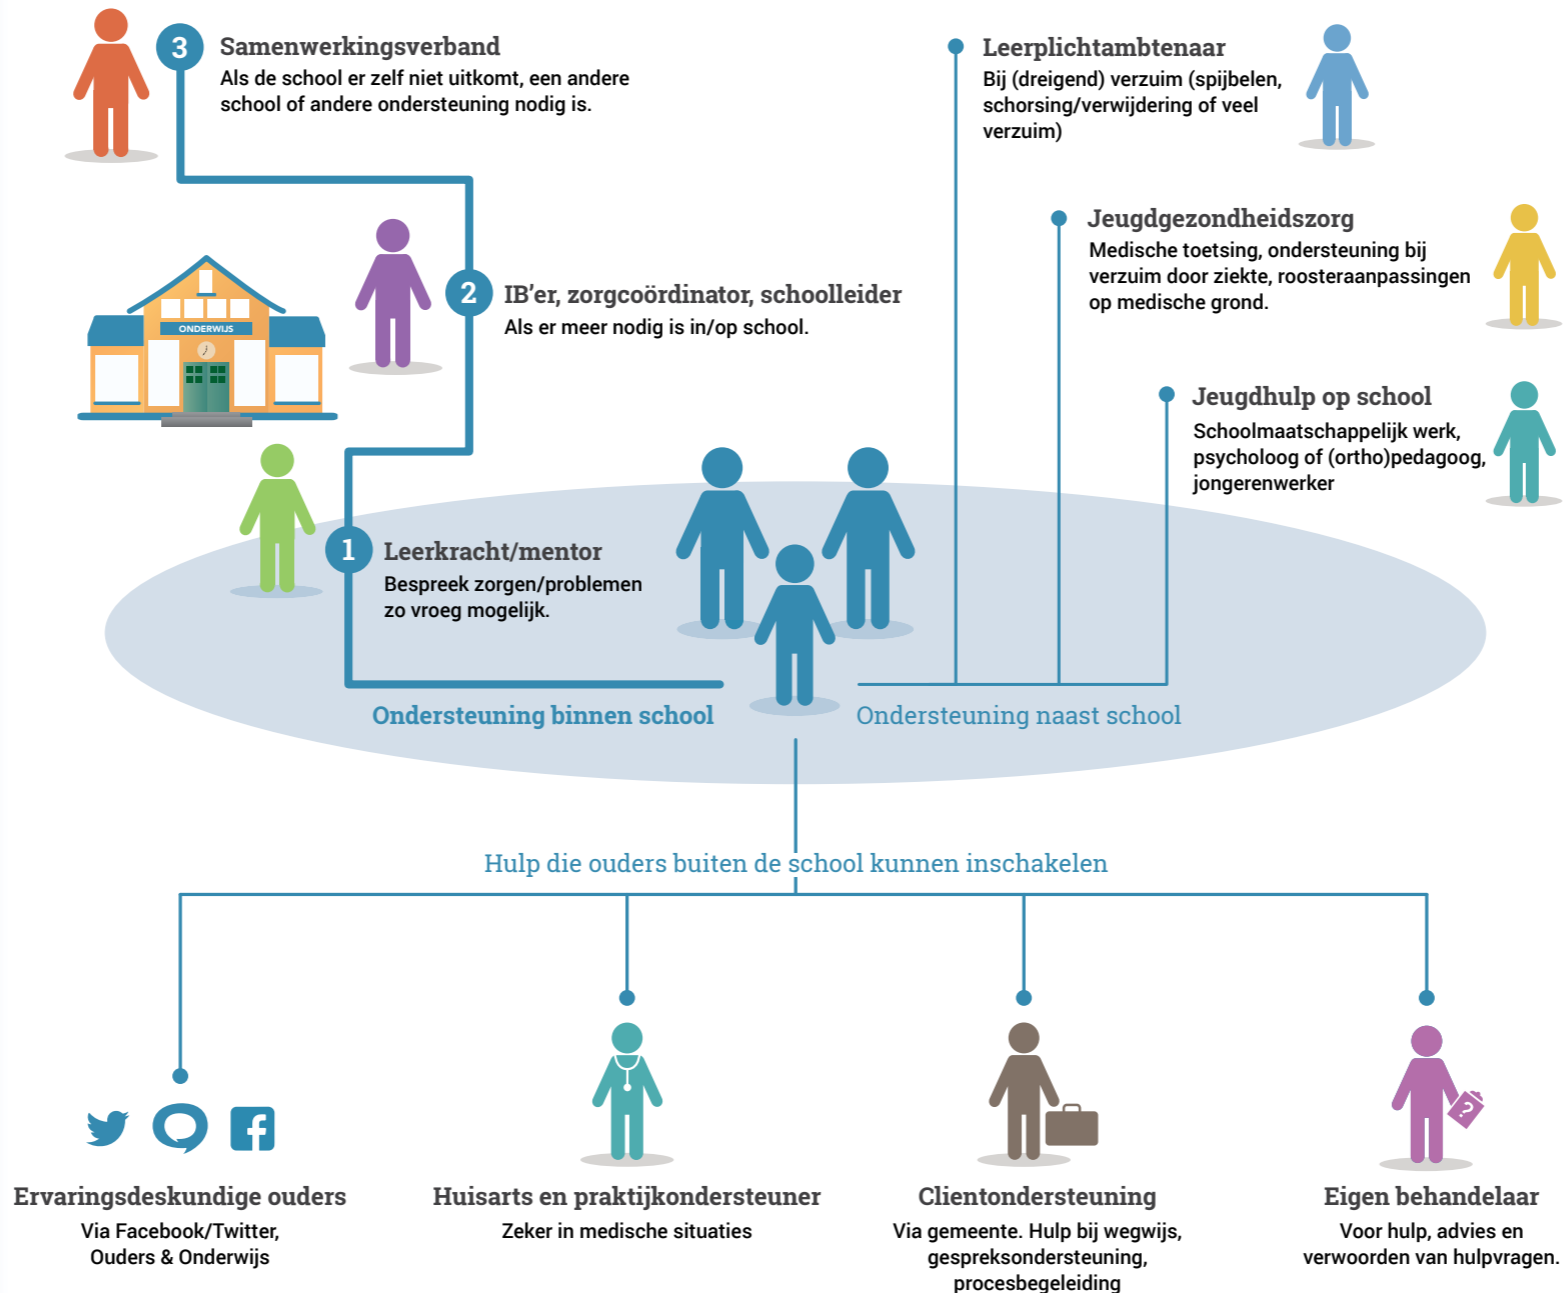 3
Samenwerkingsverband
Als de school er zelf niet uitkomt, een andere
school of andere ondersteuning nodig is.
Leerplichtambtenaar
Bij (dreigend) verzuim (spijbelen,
schorsing/verwijdering of veel
verzuim)
Jeugdgezondheidszorg
Medische toetsing, ondersteuning bij
verzuim door ziekte, roosteraanpassingen
op medische grond.
2
IB'er, zorgcoördinator, schoolleider
Als er meer nodig is in/op school.
ONDERWIJS
Jeugdhulp op school
Schoolmaatschappelijk werk,
psycholoog of (ortho)pedagoog,
jongerenwerker
1
Leerkracht/mentor
Bespreek zorgen/problemen
zo vroeg mogelijk.
Ondersteuning binnen school
Ondersteuning naast school
Hulp die ouders buiten de school kunnen inschakelen
?
Ervaringsdeskundige ouders
Via Facebook/Twitter,
Ouders & Onderwijs
Huisarts en praktijkondersteuner
Zeker in medische situaties
Clientondersteuning
Via gemeente. Hulp bij wegwijs,
gespreksondersteuning,
procesbegeleiding
Eigen behandelaar
Voor hulp, advies en
verwoorden van hulpvragen.